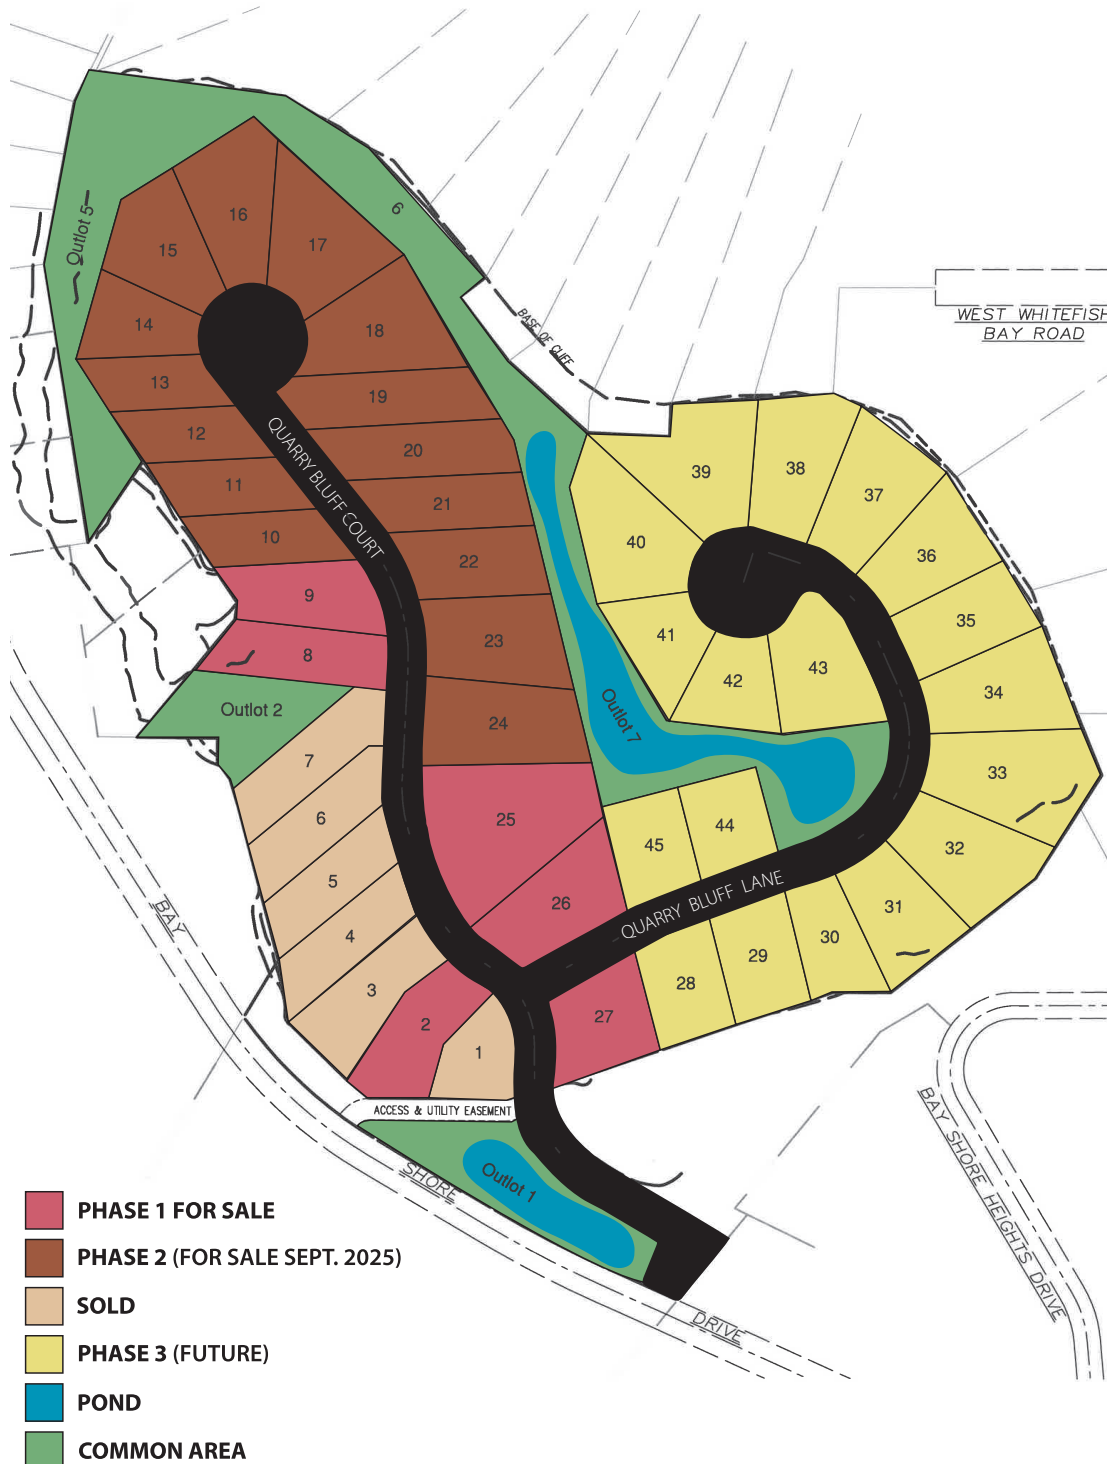 6
Outlot 5
16
17
15
14
18
BASE OF CLIFF
WEST WHITEFISH
BAY ROAD
13
19
12
20
39
38
11
21
37
10
QUARRY BLUFF COURT
22
40
36
9
35
41
23
8
43
42
34
Outlot 2
Outlot 7
24
7
33
6
25
44
45
32
5
26
QUARRY BLUFF LANE
31
4
30
29
3
28
27
2
1
BAY
ACCESS & UTILITY EASEMENT
SHORE
Outlot 1
BAY SHORE HEIGHTS DRIVE
DRIVE
PHASE 1 FOR SALE
PHASE 2 (FOR SALE SEPT. 2025)
SOLD
PHASE 3 (FUTURE)
POND
COMMON AREA